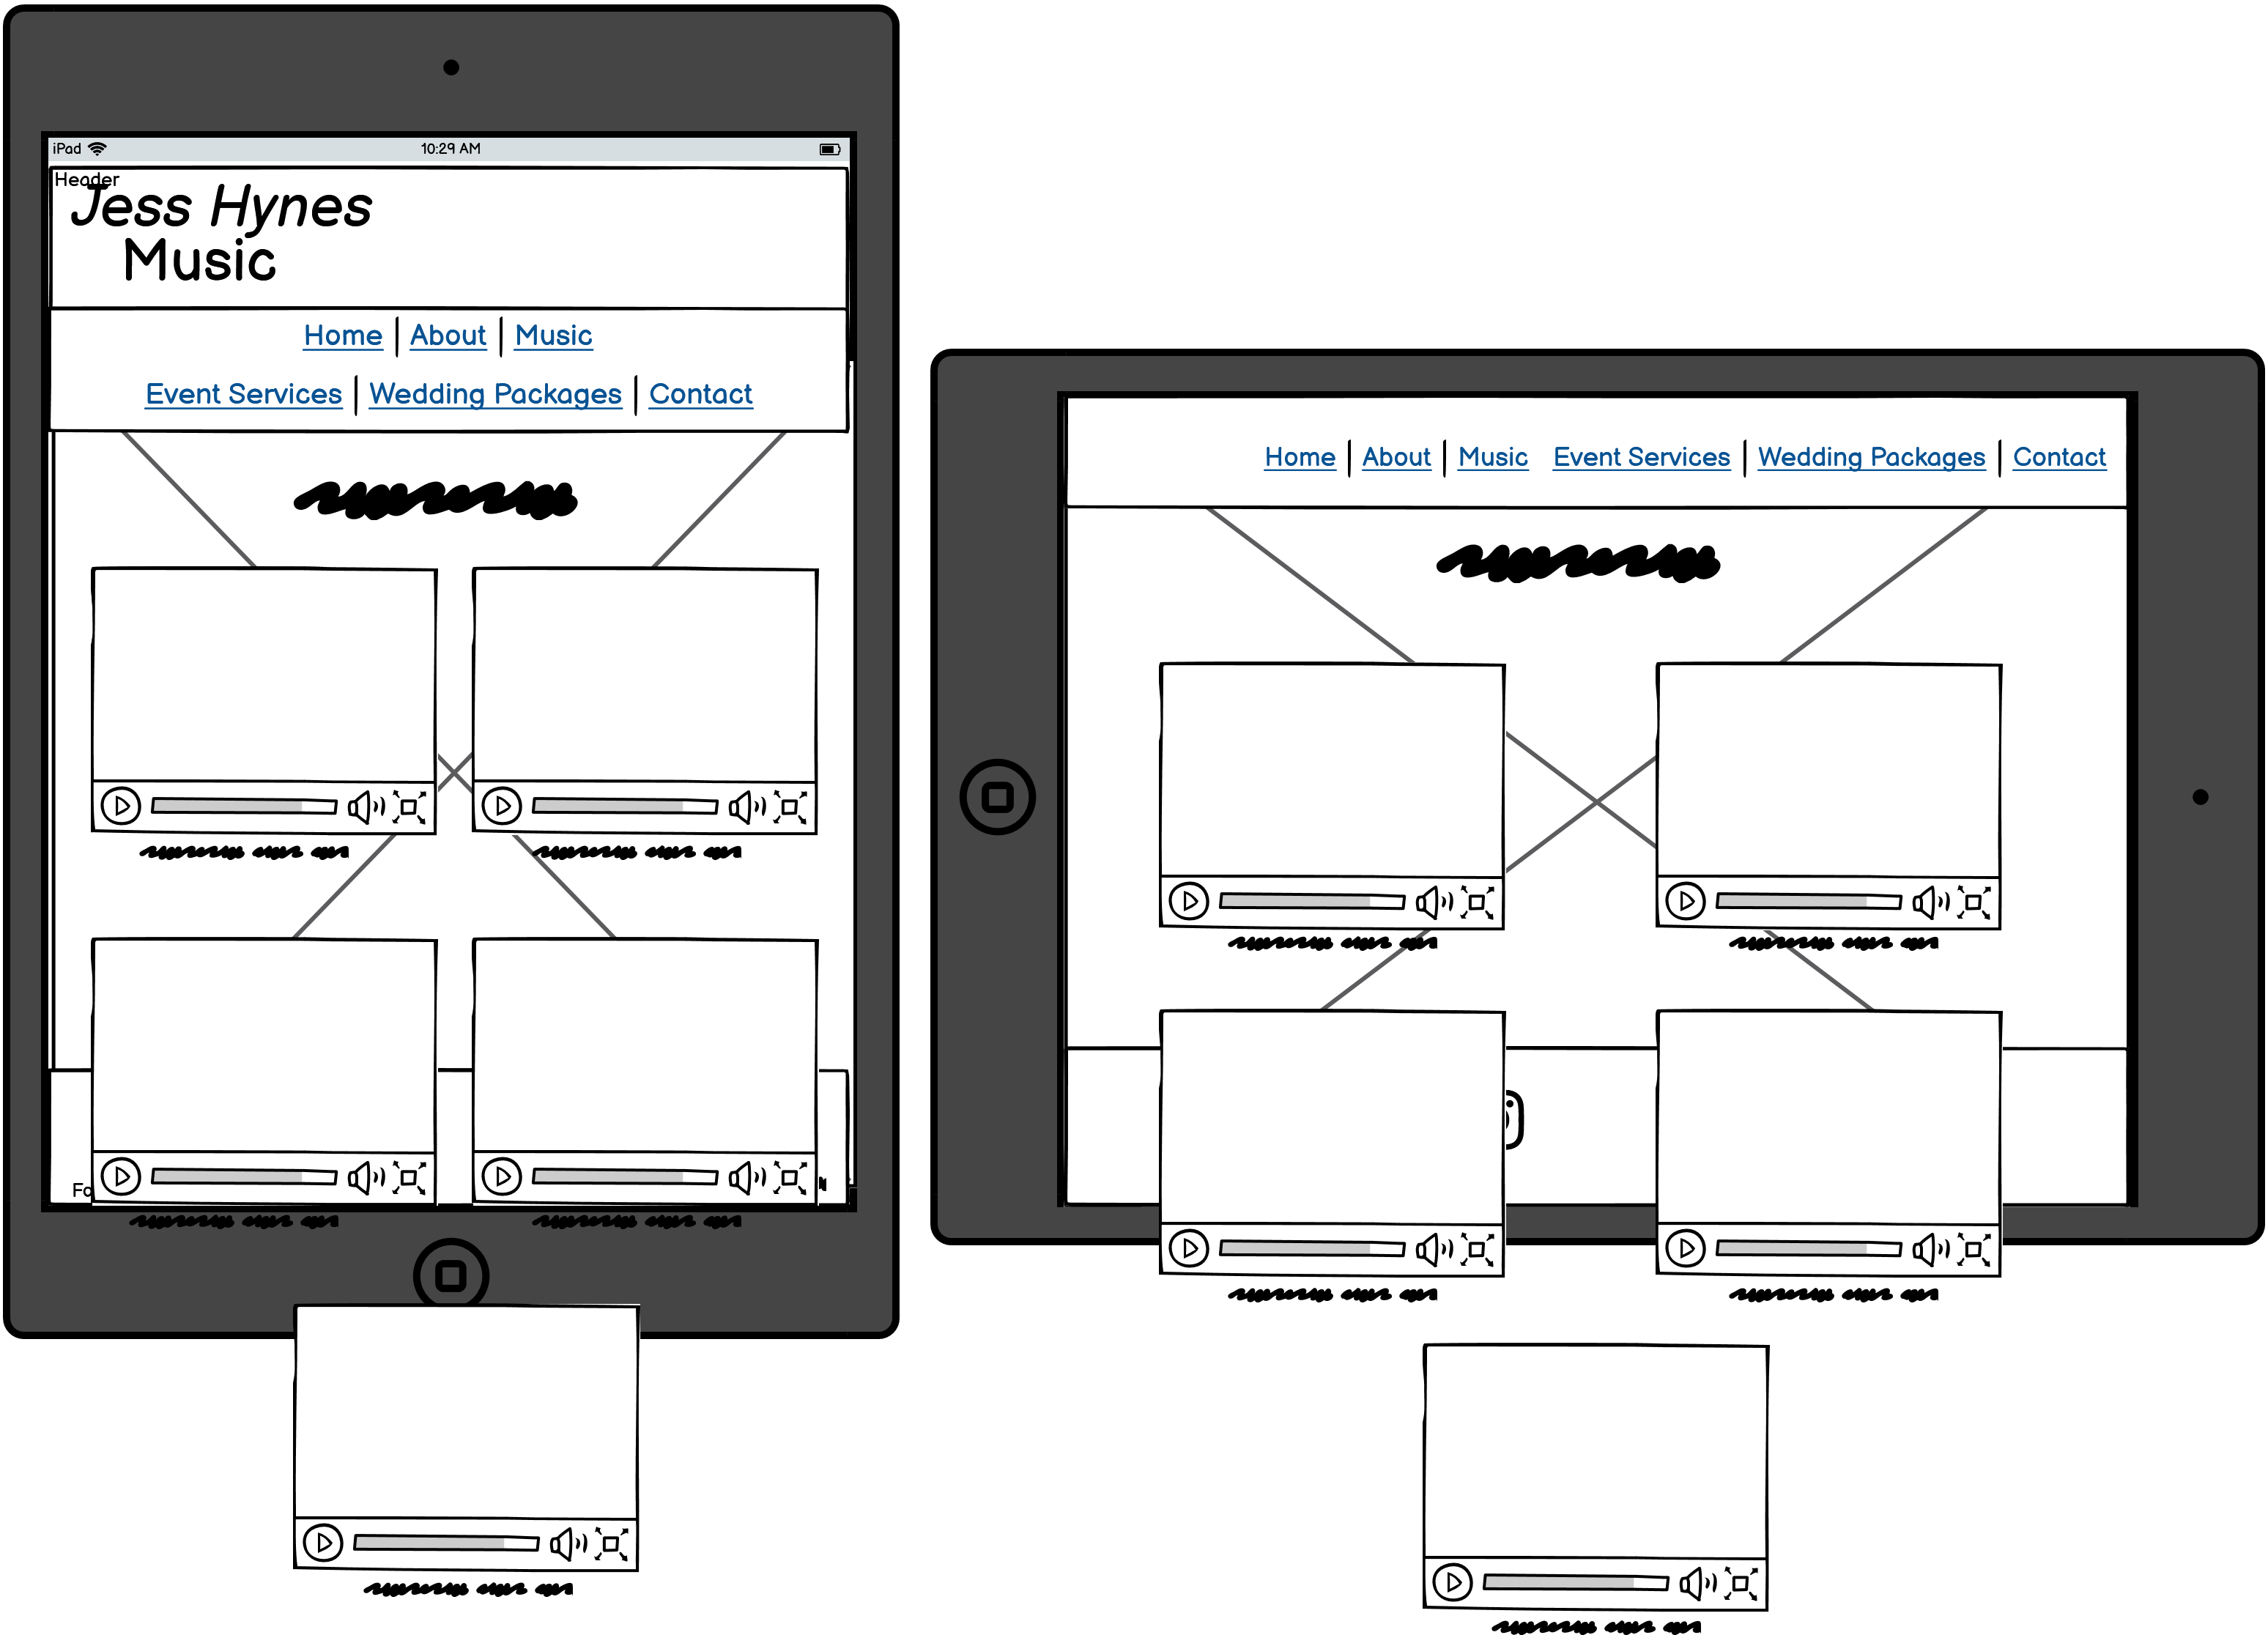 iPad 10:29 AM
Header
Jess Hynes
Music
Home About Music
Event Services Wedding Packages Contact
Home About Music Event Services Wedding Packages Contact